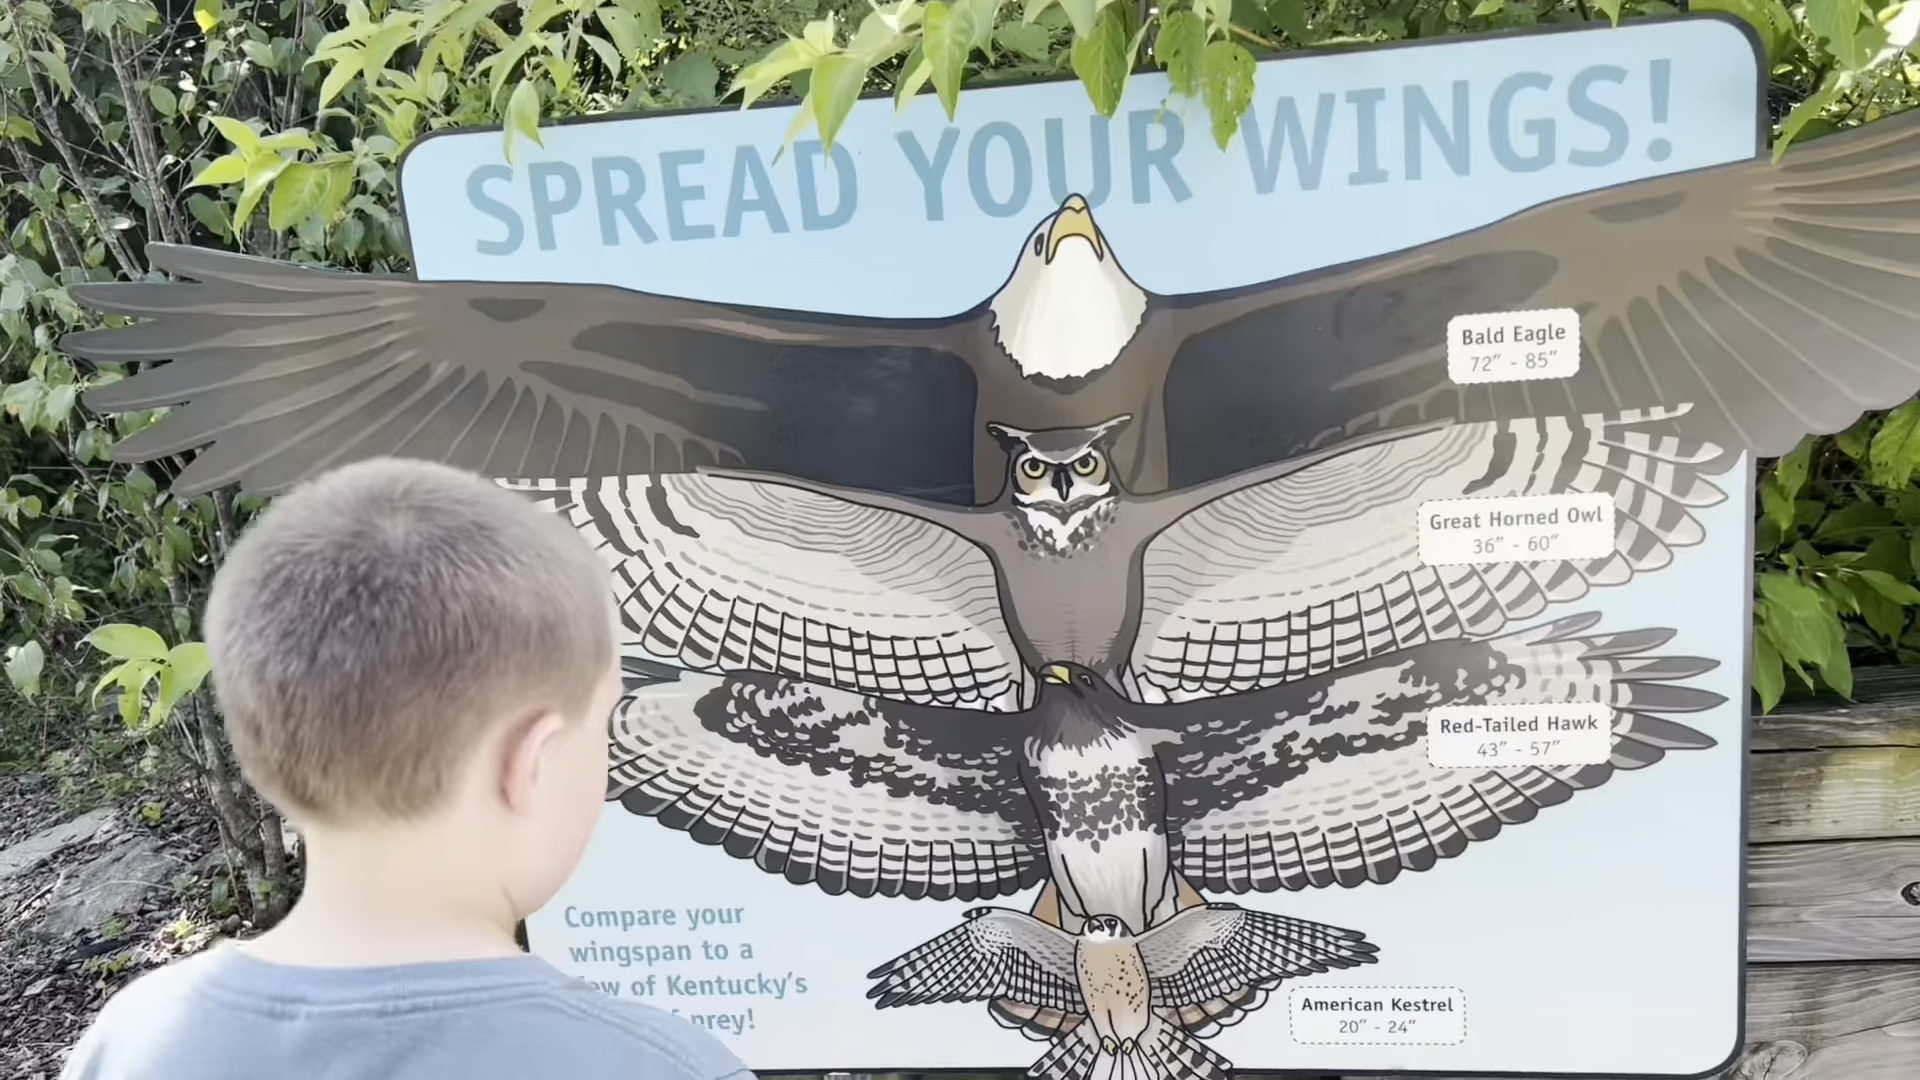 SPREAD YOUR WINGS!
Bald Eagle
72” - 85”
Great Horned Owl
36” - 60”
Red-Tailed Hawk
43” - 57”
Compare your
wingspan to a
of Kentucky’s
prey!
American Kestrel
20” - 24”